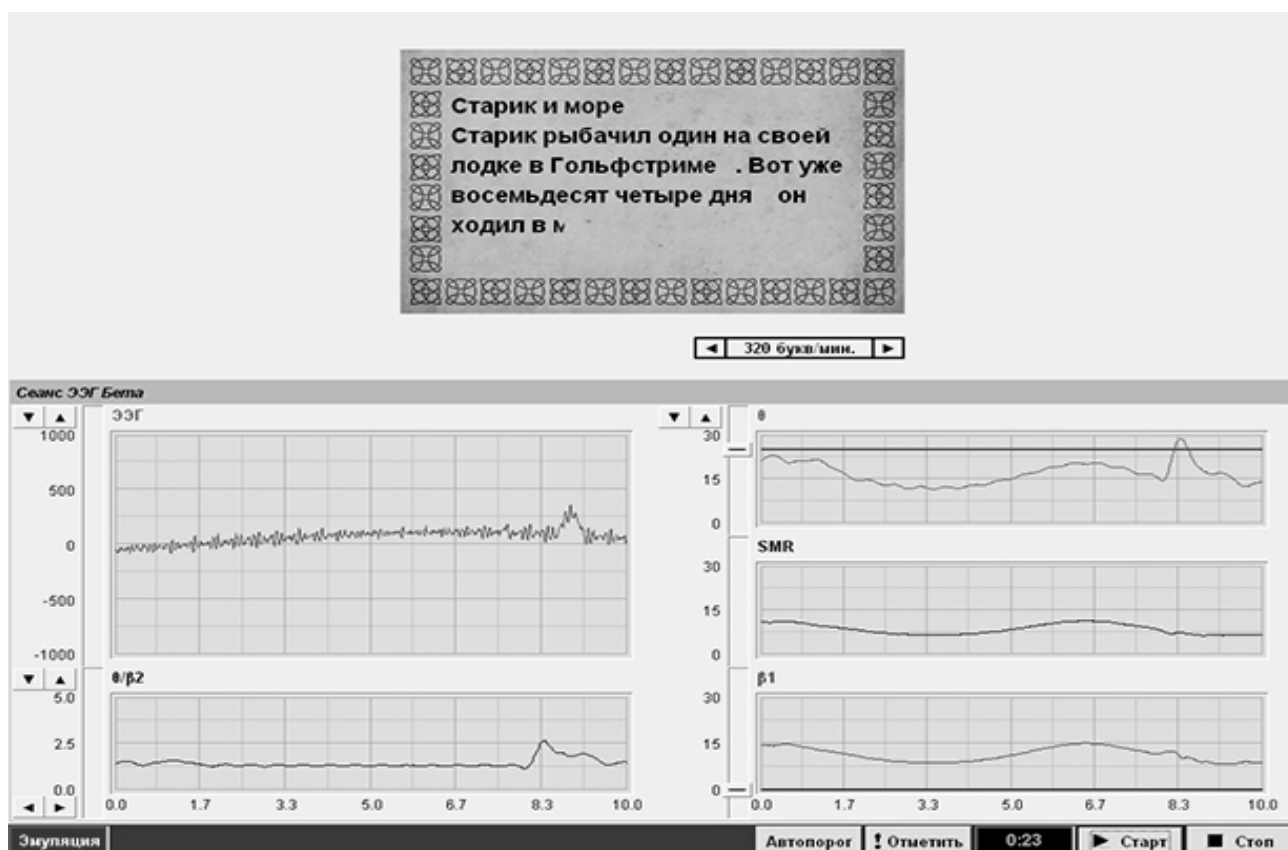 Старик и море
Старик рыбачил один на своей
лодке в Гольфстриме . Вот уже
восемьдесят четыре дня он
ходил в м
◄ 320 букв/мин. ►
Сеанс ЭЭГ Бета
▼ ▲ ЭЭГ
1000
500
0
-500
-1000
▼ ▲ θ/β2
5.0
2.5
0.0
◄ ► 0.0 1.7 3.3 5.0 6.7 8.3 10.0
▼ ▲ θ
30
15
0
SMR
30
15
0
β1
30
15
0
0.0 1.7 3.3 5.0 6.7 8.3 10.0
Эмуляция Автопорог ! Отметить 0:23 ► Старт ■ Стоп